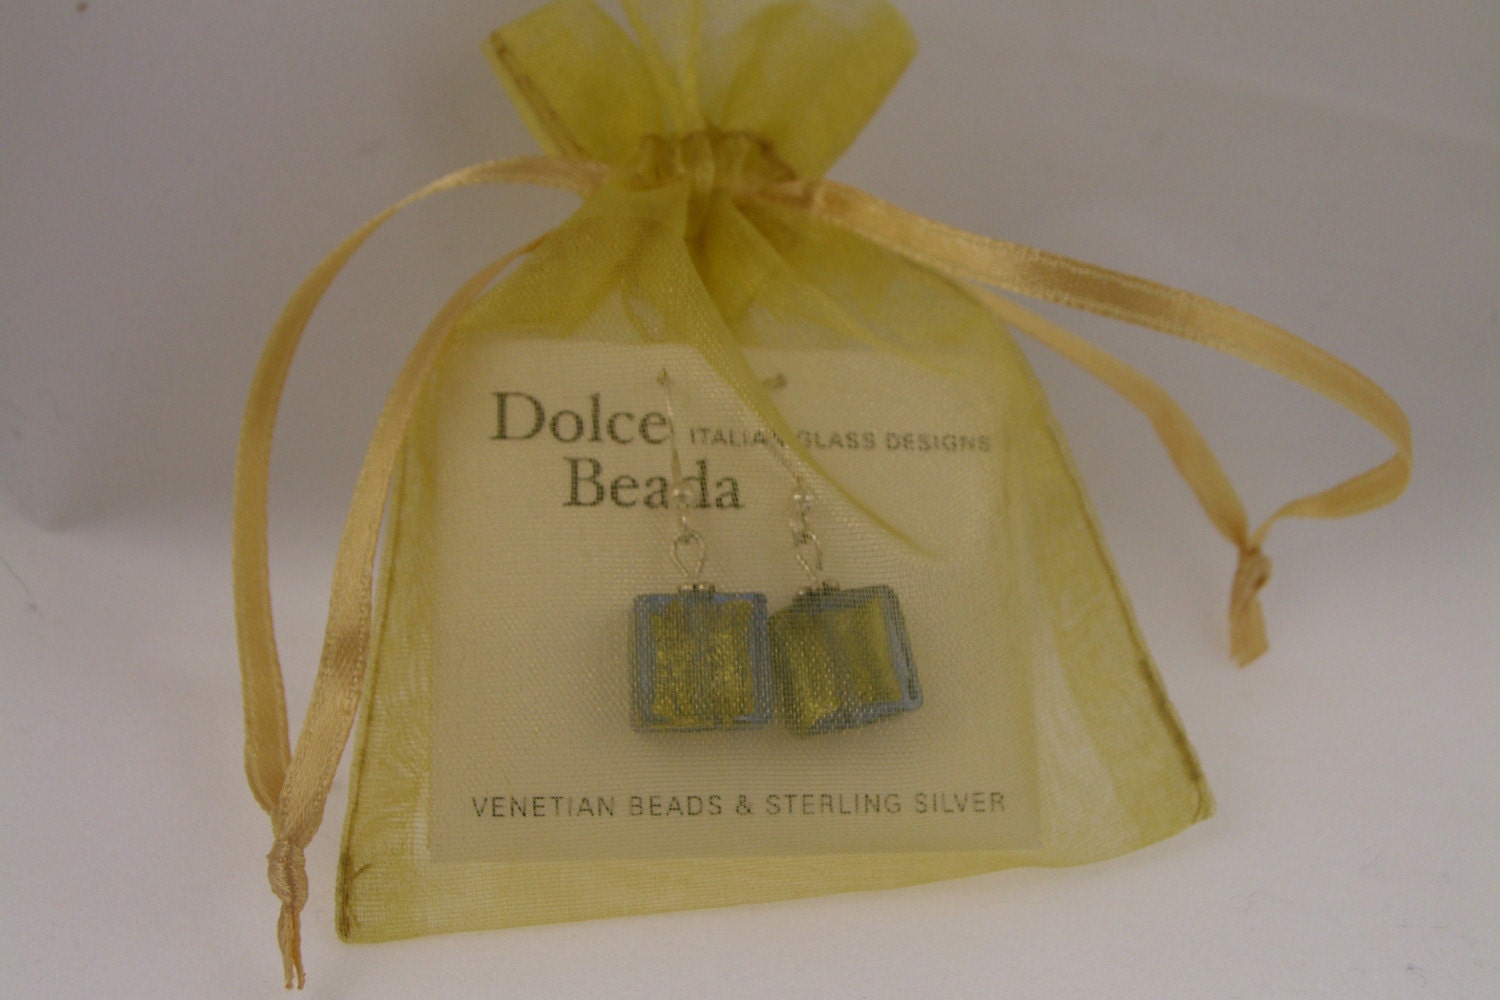 Dolce ITALIAN GLASS DESIGNS
Beada
VENETIAN BEADS & STERLING SILVER